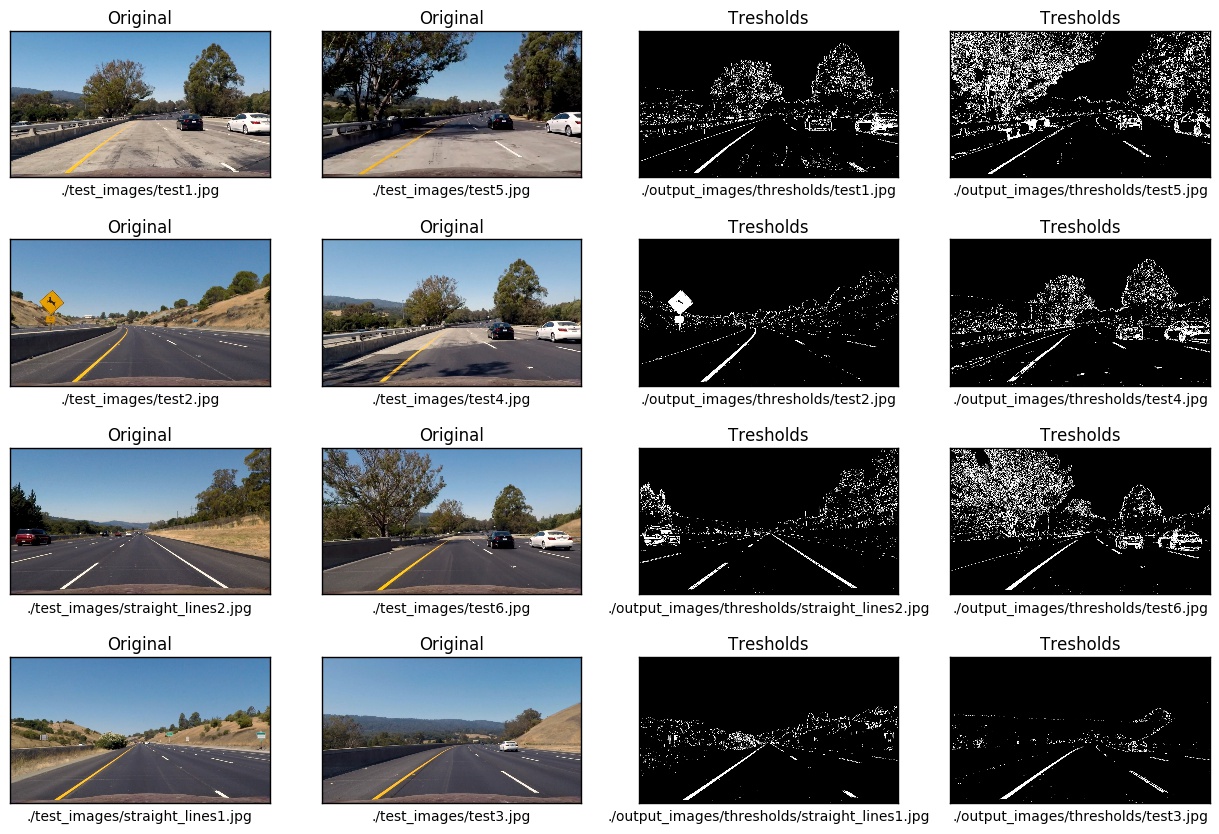 Original Original Tresholds Tresholds
./test_images/test1.jpg ./test_images/test5.jpg ./output_images/thresholds/test1.jpg ./output_images/thresholds/test5.jpg
Original Original Tresholds Tresholds
./test_images/test2.jpg ./test_images/test4.jpg ./output_images/thresholds/test2.jpg ./output_images/thresholds/test4.jpg
Original Original Tresholds Tresholds
./test_images/straight_lines2.jpg ./test_images/test6.jpg ./output_images/thresholds/straight_lines2.jpg ./output_images/thresholds/test6.jpg
Original Original Tresholds Tresholds
./test_images/straight_lines1.jpg ./test_images/test3.jpg ./output_images/thresholds/straight_lines1.jpg ./output_images/thresholds/test3.jpg